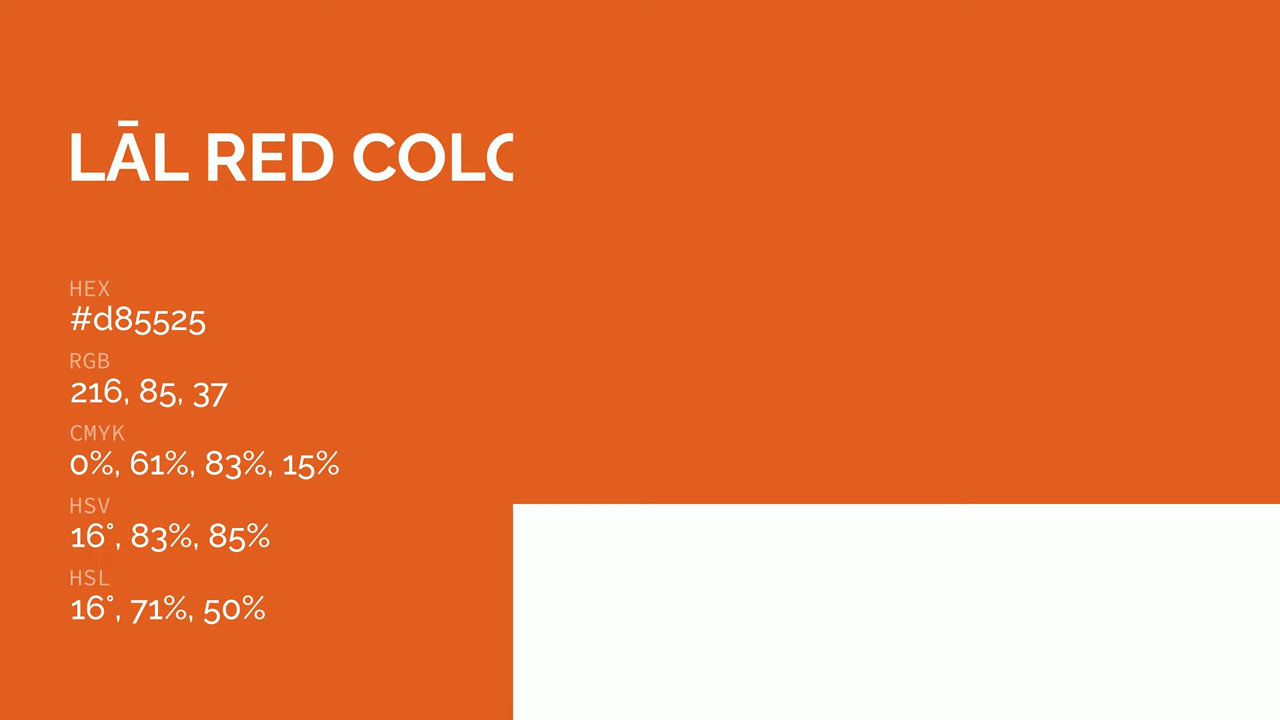 LĀL RED COLO
HEX
#d85525
RGB
216, 85, 37
CMYK
0%, 61%, 83%, 15%
HSV
16°, 83%, 85%
HSL
16°, 71%, 50%